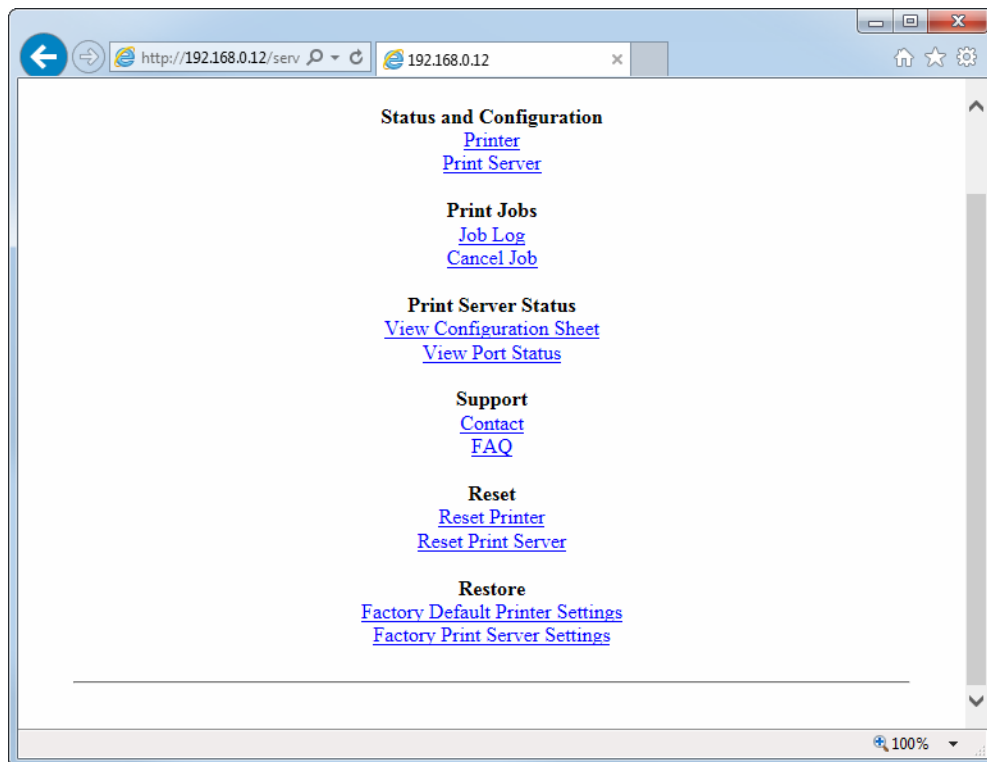 http://192.168.0.12/serv
192.168.0.12
Status and Configuration
Printer
Print Server
Print Jobs
Job Log
Cancel Job
Print Server Status
View Configuration Sheet
View Port Status
Support
Contact
FAQ
Reset
Reset Printer
Reset Print Server
Restore
Factory Default Printer Settings
Factory Print Server Settings
100%